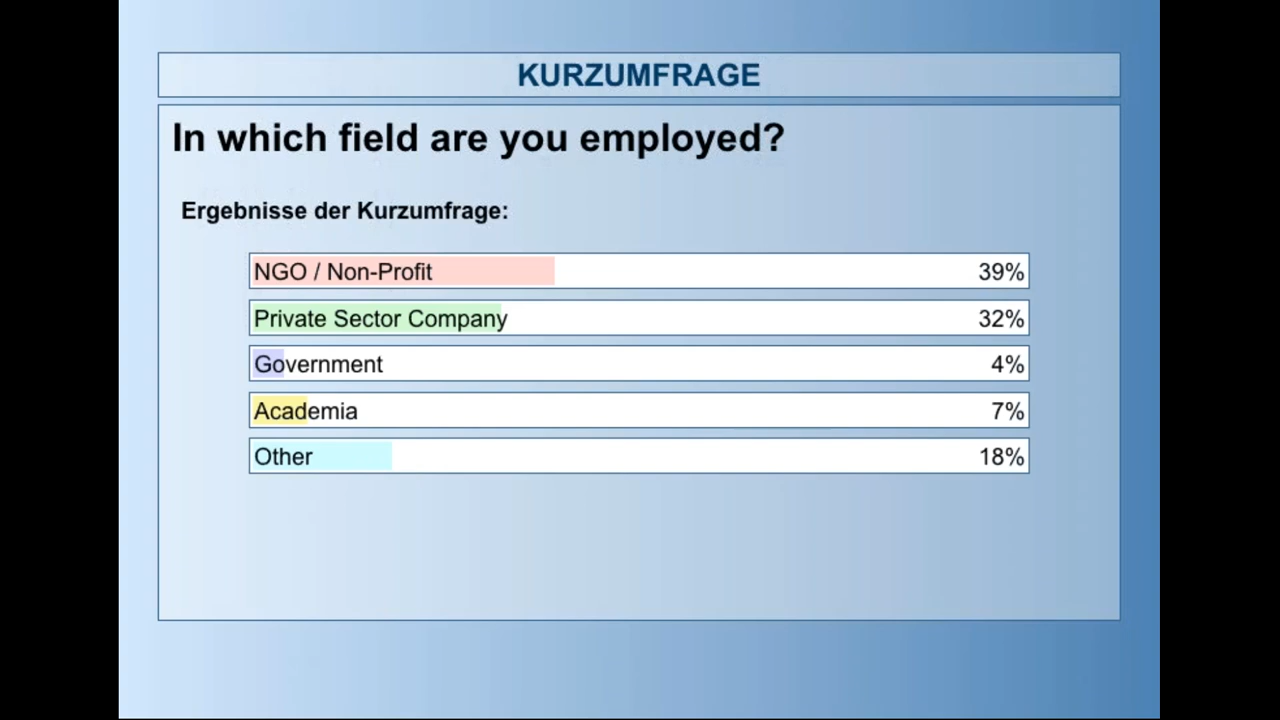 KURZUMFRAGE
In which field are you employed?
Ergebnisse der Kurzumfrage:
NGO / Non-Profit 39%
Private Sector Company 32%
Government 4%
Academia 7%
Other 18%